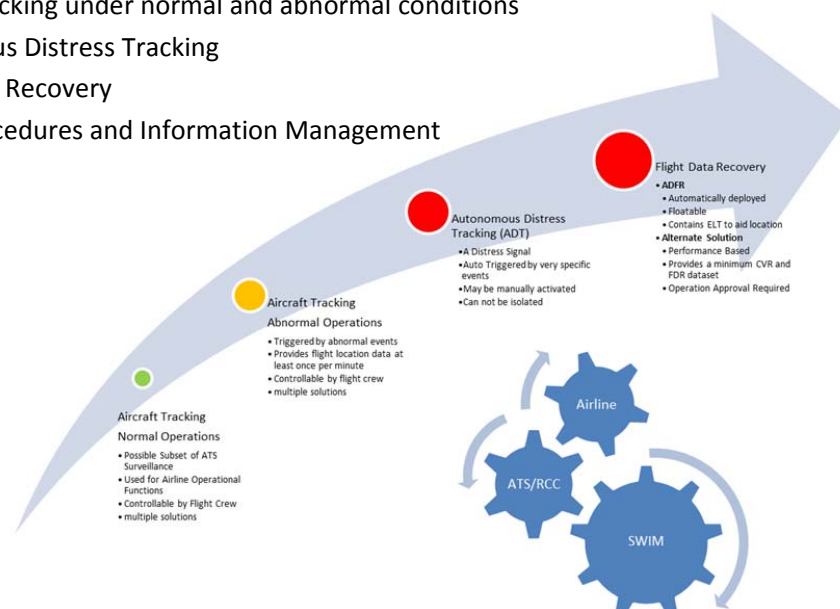 cking under normal and abnormal conditions
us Distress Tracking
Recovery
cedures and Information Management
Flight Data Recovery
• ADFR
• Automatically deployed
• Floatable
• Contains ELT to aid location
• Alternate Solution
• Performance Based
• Provides a minimum CVR and
FDR dataset
• Operation Approval Required
Autonomous Distress
Tracking (ADT)
•A Distress Signal
•Auto Triggered by very specific
events
•May be manually activated
•Can not be isolated
Aircraft Tracking
Abnormal Operations
• Triggered by abnormal events
• Provides flight location data at
least once per minute
• Controllable by flight crew
• multiple solutions
Aircraft Tracking
Normal Operations
• Possible Subset of ATS
Surveillance
• Used for Airline Operational
Functions
• Controllable by Flight Crew
• multiple solutions
Airline
ATS/RCC
SWIM